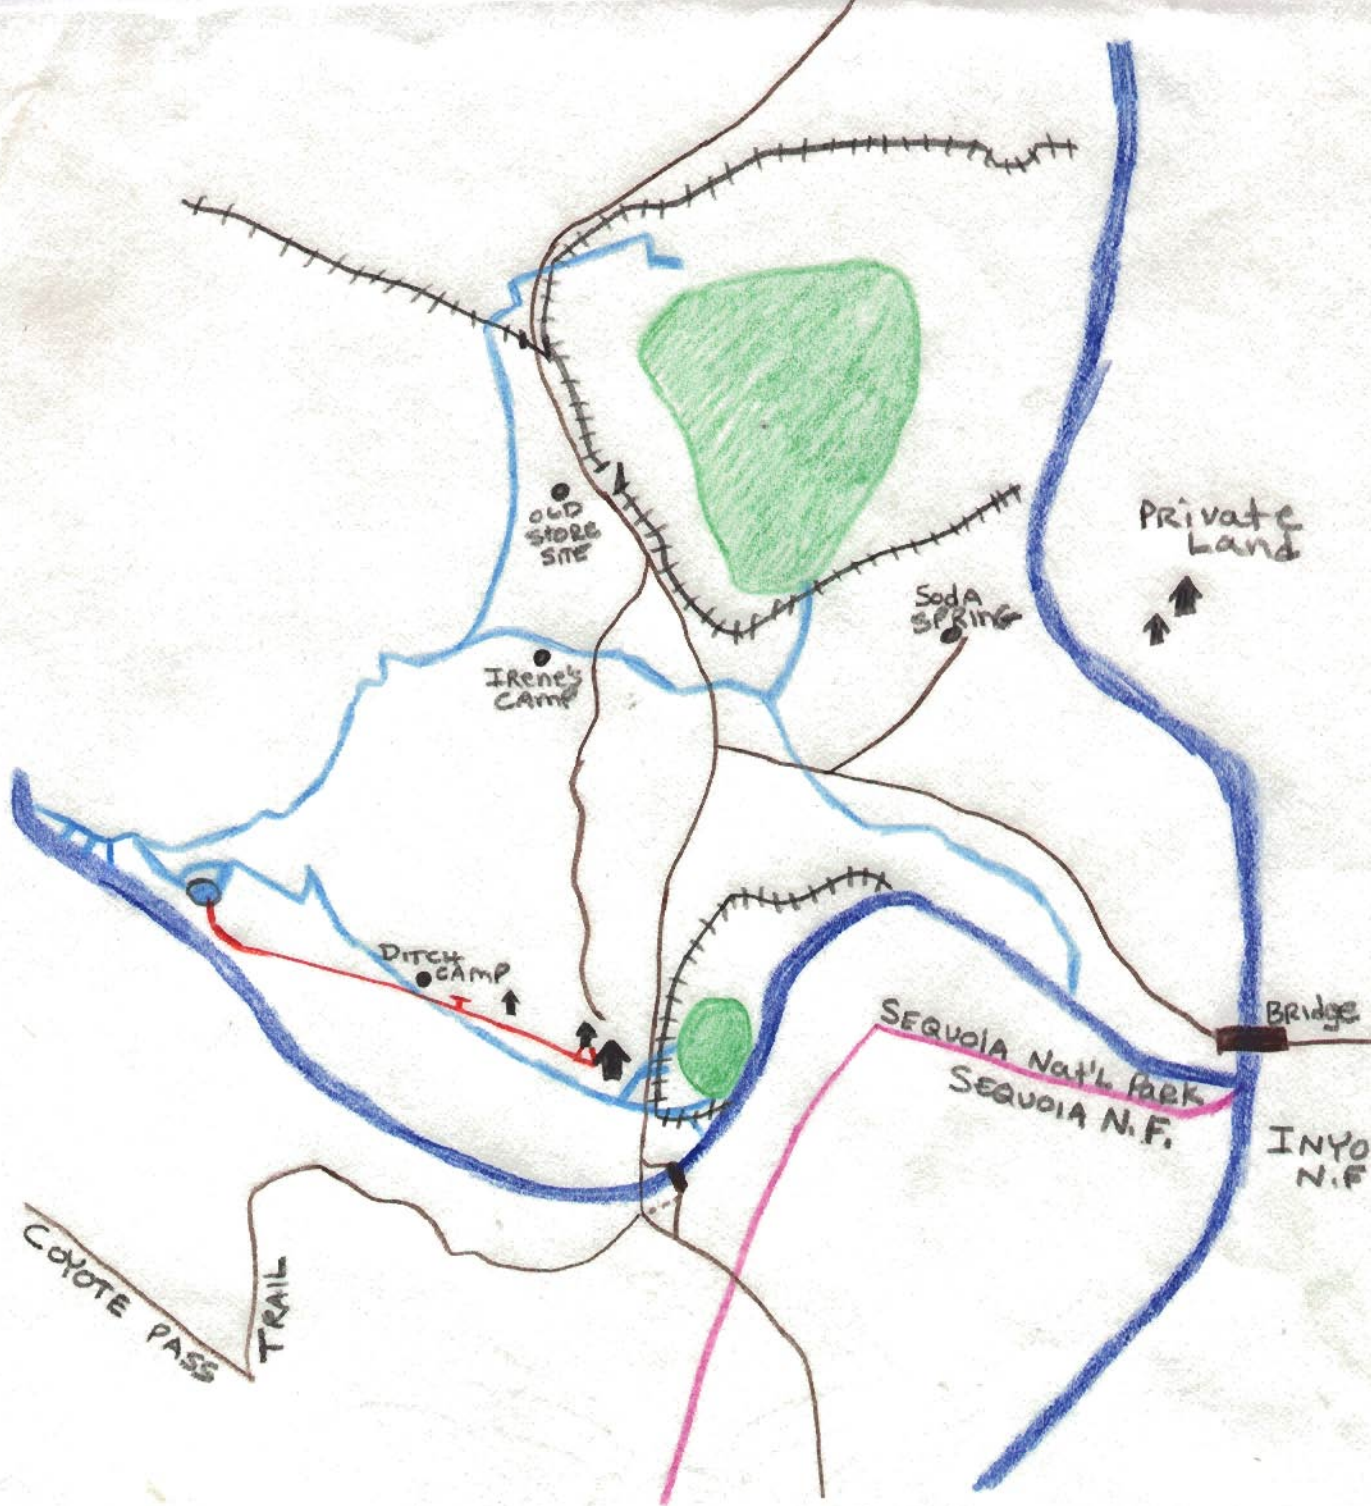 PRivate
Land
OLD
STORE
SITE
SodA
SPRING
IRene's
CAMP
DITCH
CAMP
BRidge
SEQUOIA Nat'L PaRK
SEQUOIA N.F.
INYO
N.F
COYOTE PASS
TRAIL